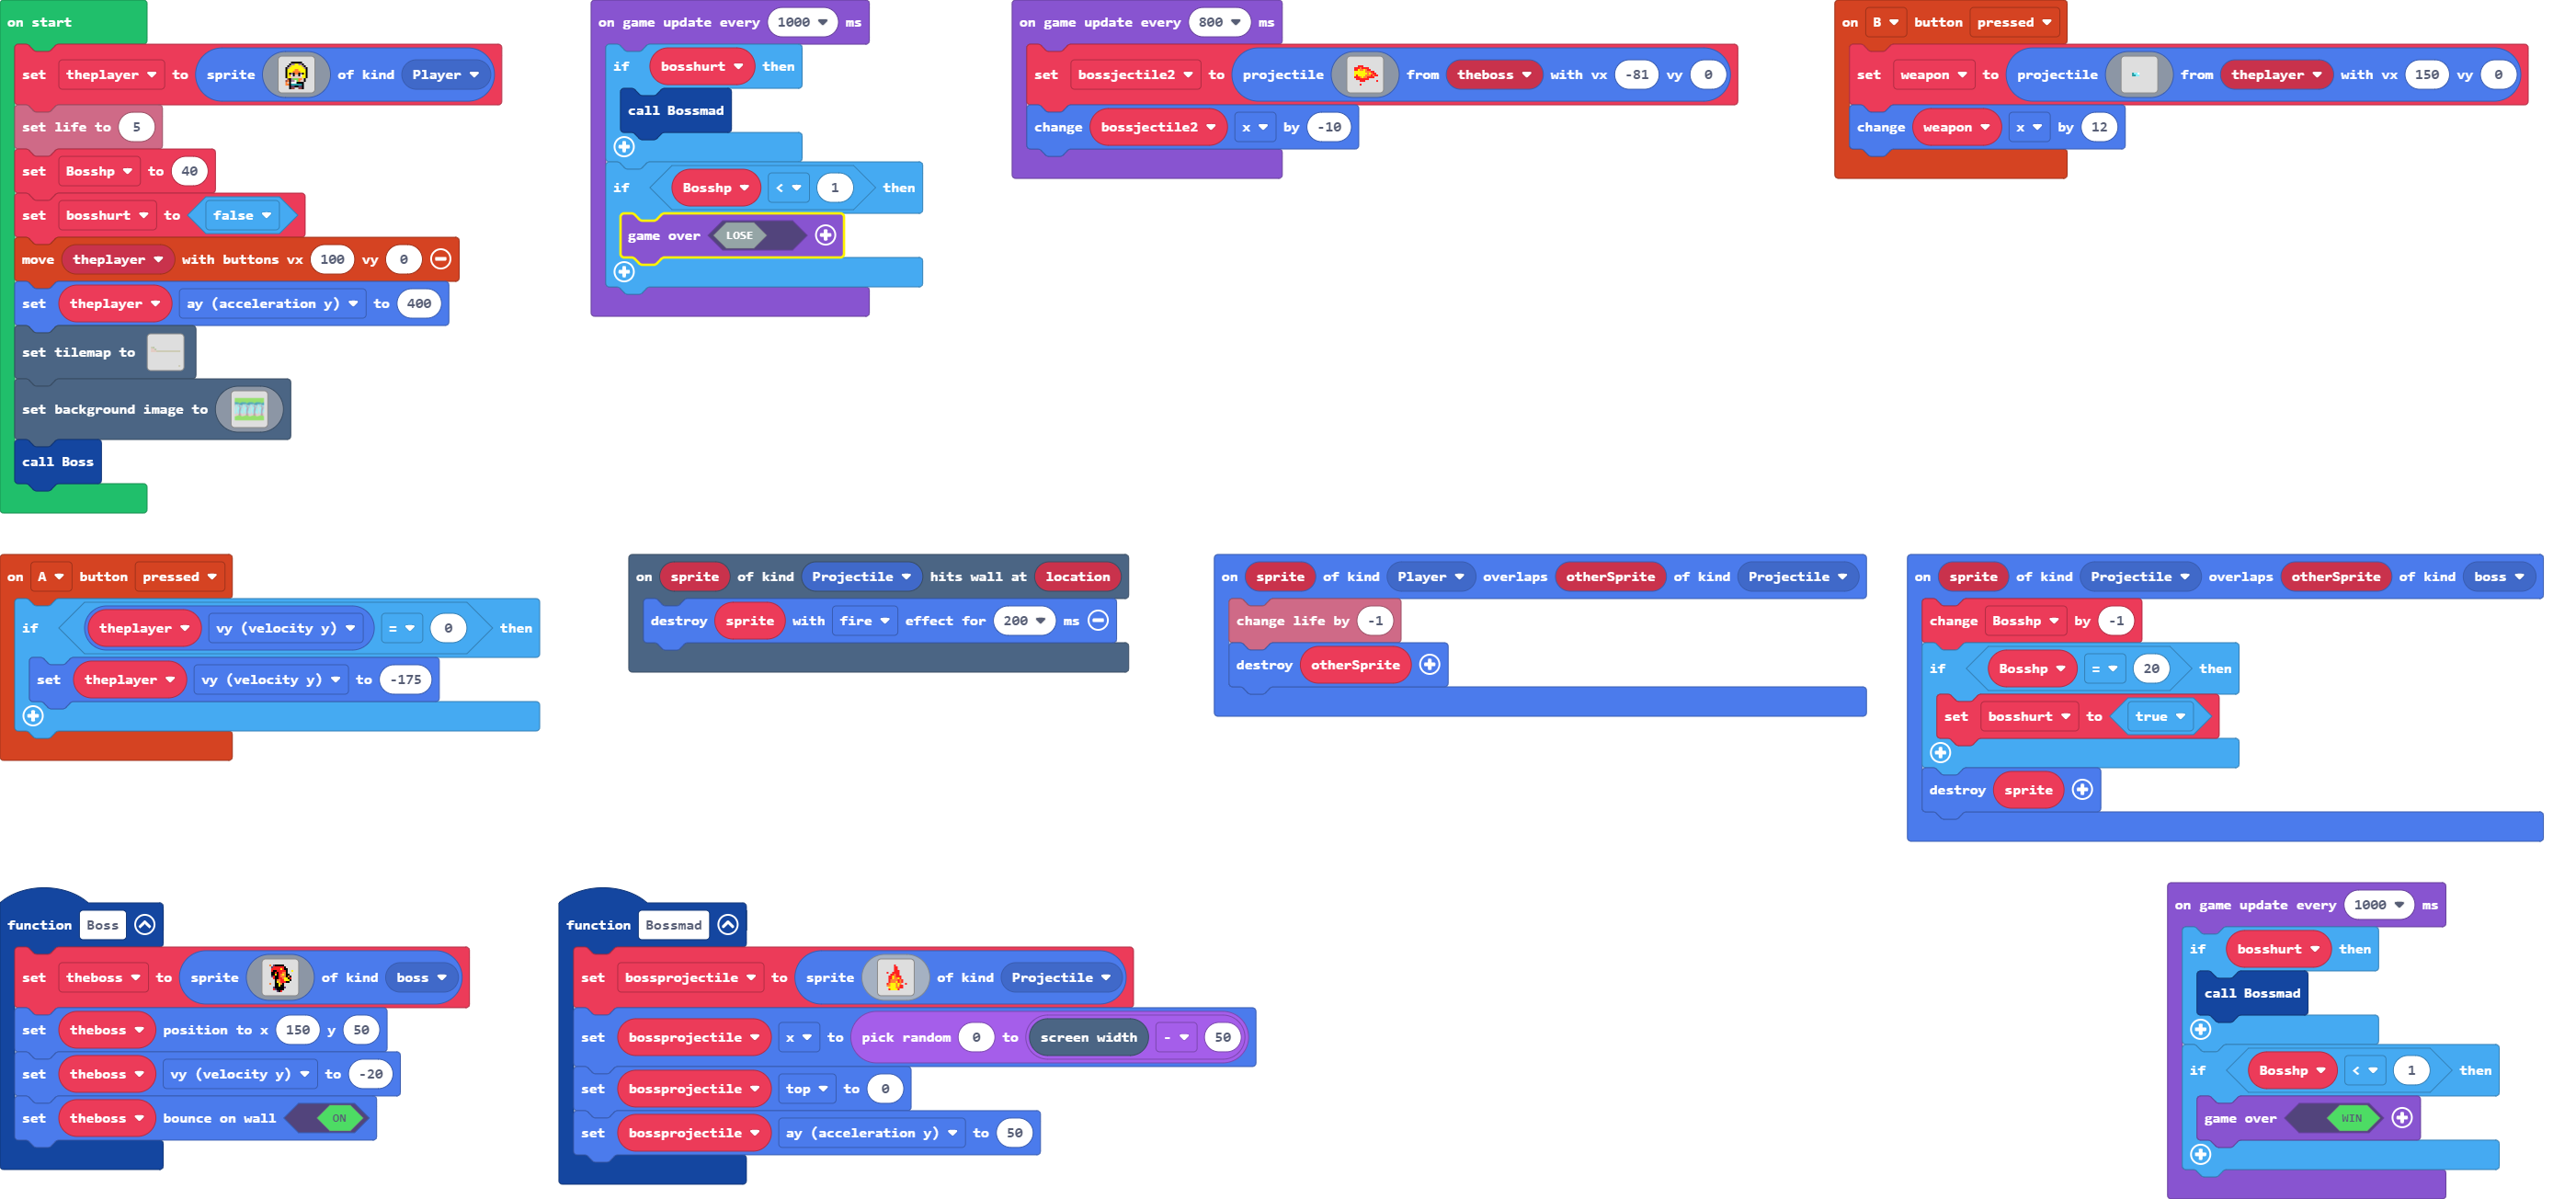 on start
set theplayer to sprite of kind Player
set life to 5
set Bosshp to 40
set bosshurt to false
move theplayer with buttons vx 100 vy 0
set theplayer ay (acceleration y) to 400
set tilemap to
set background image to
call Boss
on game update every 1000 ms
if bosshurt then
call Bossmad
if Bosshp < 1 then
game over LOSE
on game update every 800 ms
set bossjectile2 to projectile from theboss with vx -81 vy 0
change bossjectile2 x by -10
on B button pressed
set weapon to projectile from theplayer with vx 150 vy 0
change weapon x by 12
on A button pressed
if theplayer vy (velocity y) = 0 then
set theplayer vy (velocity y) to -175
on sprite of kind Projectile hits wall at location
destroy sprite with fire effect for 200 ms
on sprite of kind Player overlaps otherSprite of kind Projectile
change life by -1
destroy otherSprite
on sprite of kind Projectile overlaps otherSprite of kind boss
change Bosshp by -1
if Bosshp = 20 then
set bosshurt to true
destroy sprite
function Boss
set theboss to sprite of kind boss
set theboss position to x 150 y 50
set theboss vy (velocity y) to -20
set theboss bounce on wall ON
function Bossmad
set bossprojectile to sprite of kind Projectile
set bossprojectile x to pick random 0 to screen width - 50
set bossprojectile top to 0
set bossprojectile ay (acceleration y) to 50
on game update every 1000 ms
if bosshurt then
call Bossmad
if Bosshp < 1 then
game over WIN